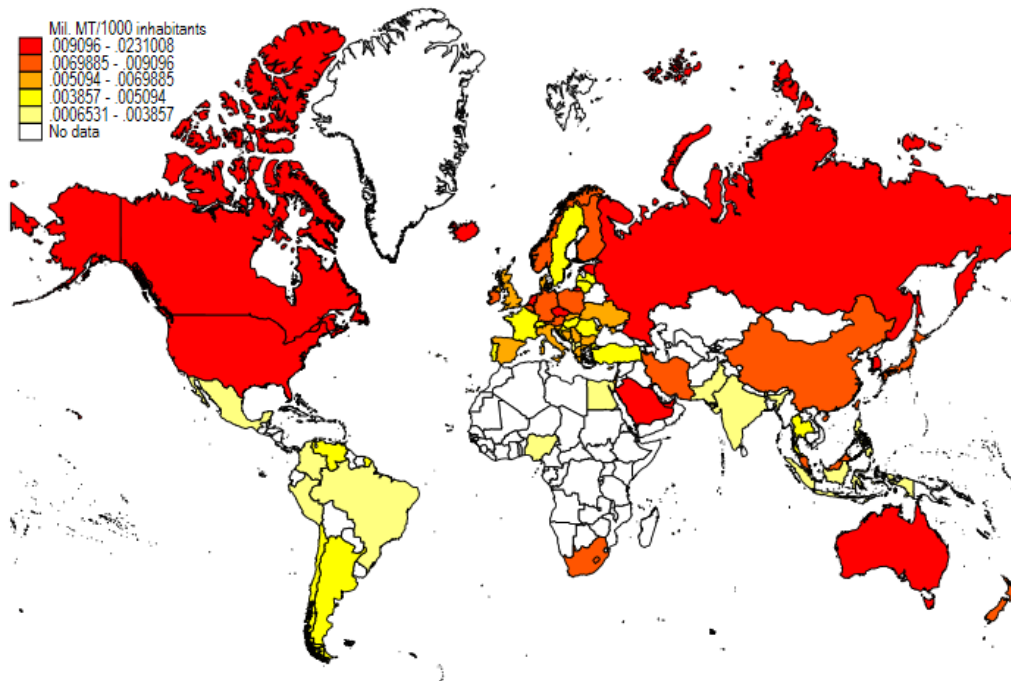 Mil. MT/1000 inhabitants
.009096 - .0231008
.0069885 - .009096
.005094 - .0069885
.003857 - .005094
.0006531 - .003857
No data